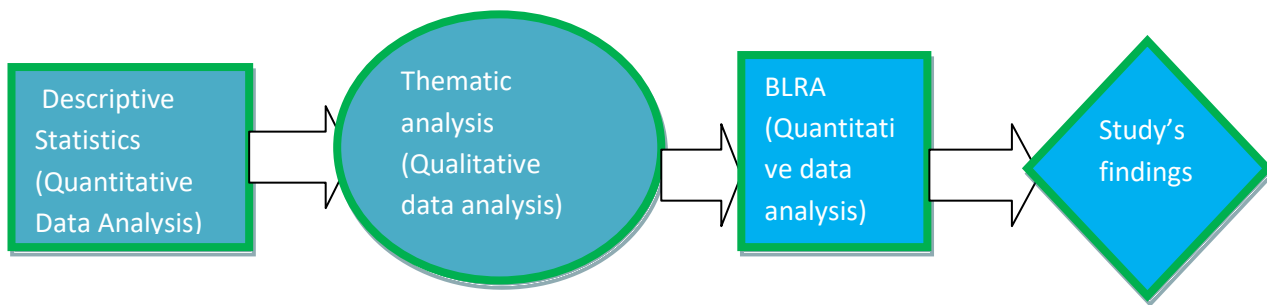 Descriptive
Statistics
(Quantitative
Data Analysis)
Thematic
analysis
(Qualitative
data analysis)
BLRA
(Quantitati
ve data
analysis)
Study’s
findings